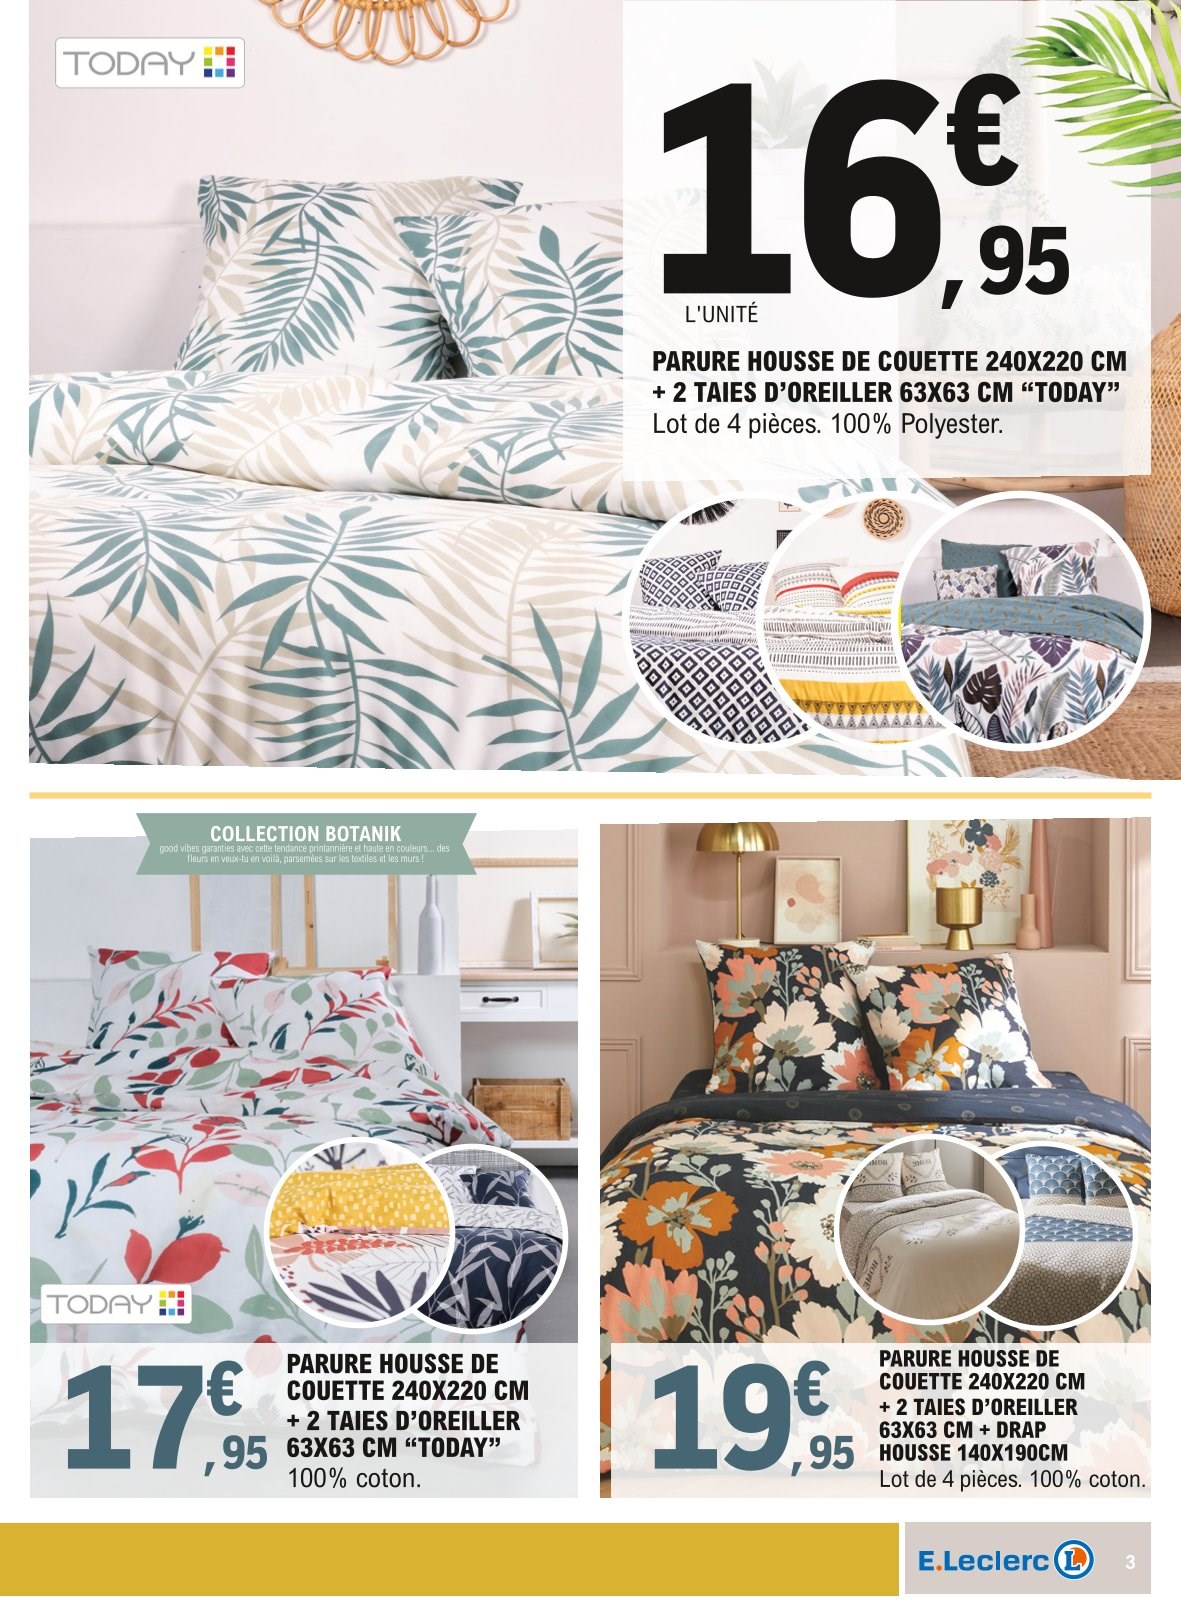 TODAY
16€,95
L'UNITÉ
PARURE HOUSSE DE COUETTE 240X220 CM
+ 2 TAIES D'OREILLER 63X63 CM “TODAY”
Lot de 4 pièces. 100% Polyester.
COLLECTION BOTANIK
good vibes garanties avec cette tendance printannière et haute en couleurs... des
fleurs en veux-tu en voilà, parsemées sur les textiles et les murs !
TODAY
17€,95
PARURE HOUSSE DE
COUETTE 240X220 CM
+ 2 TAIES D'OREILLER
63X63 CM “TODAY”
100% coton.
19€,95
PARURE HOUSSE DE
COUETTE 240X220 CM
+ 2 TAIES D'OREILLER
63X63 CM + DRAP
HOUSSE 140X190CM
Lot de 4 pièces. 100% coton.
E.Leclerc L
3